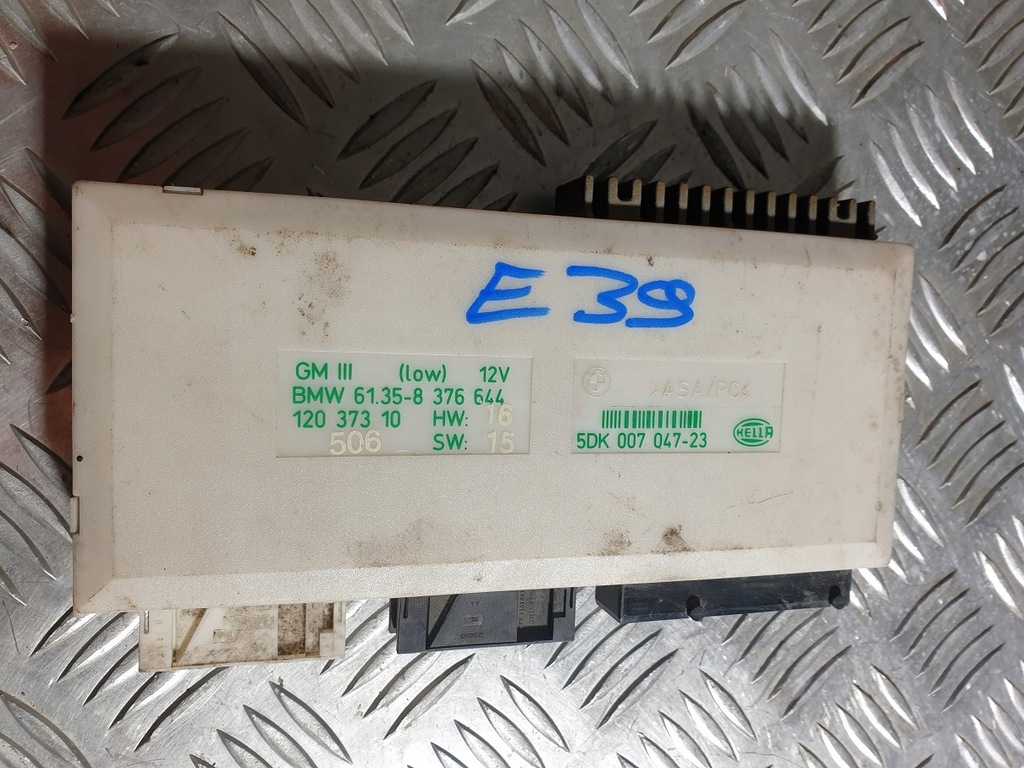 E39
GM III (low) 12V
BMW 61.35-8 376 644
120 373 10 HW: 16
506 SW: 15
>ASA/PC<
5DK 007 047-23
HELLA